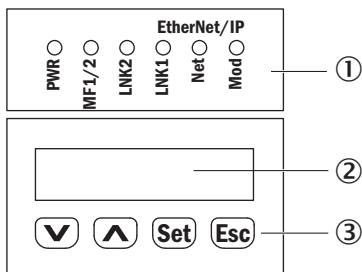 EtherNet/IP
PWR MF1/2 LNK2 LNK1 Net Mod
①
②
Set Esc
③